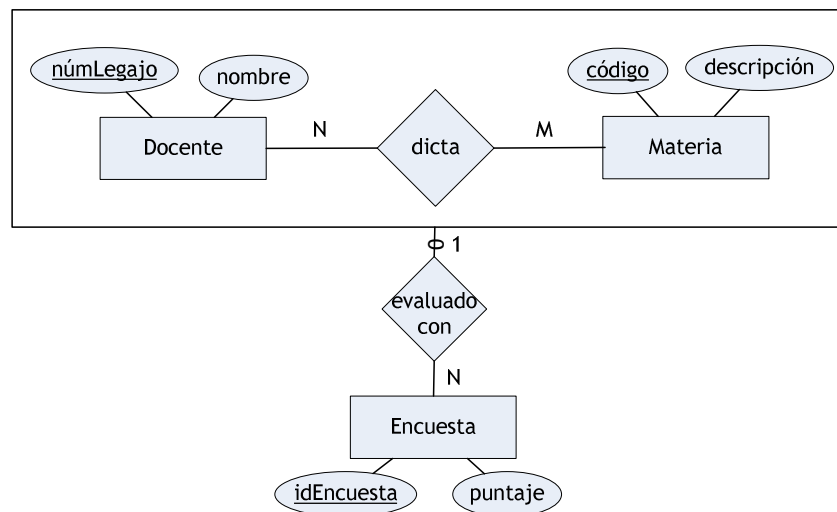 númLegajo
nombre
código
descripción
Docente
N
dicta
M
Materia
1
evaluado
con
N
Encuesta
idEncuesta
puntaje